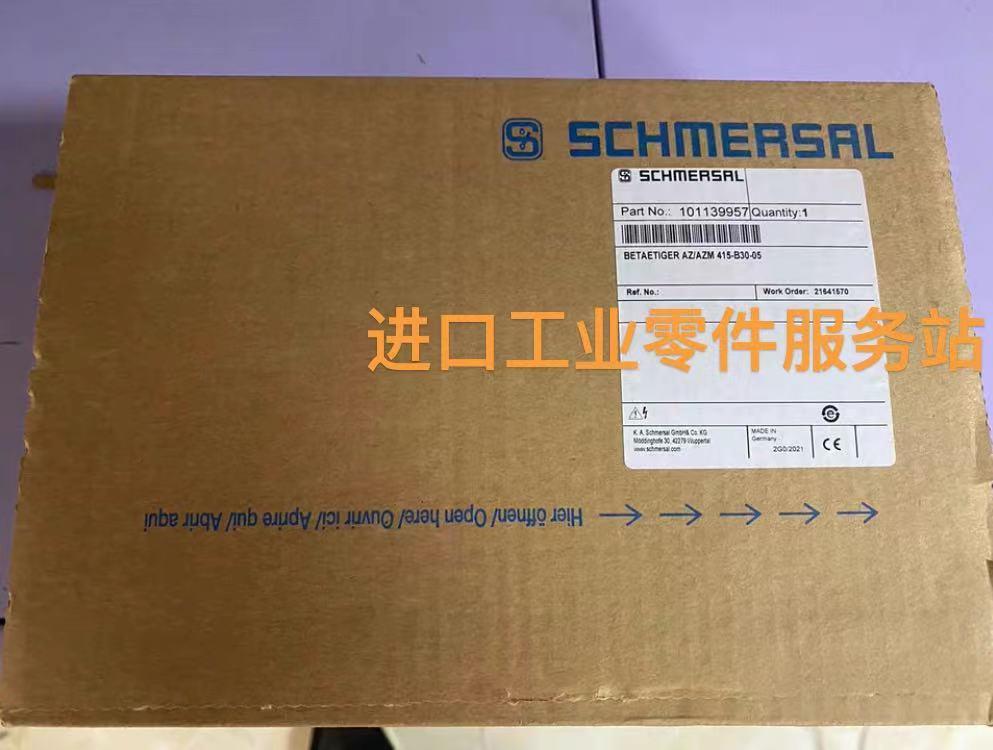 SCHMERSAL
SCHMERSAL
Part No.: 101139957 Quantity:1
BETAETIGER AZ/AZM 415-B30-05
Ref. No.: Work Order: 21641570
进口工业零件服务站
K. A. Schmersal GmbH& Co. KG
Möddinghofe 30, 42279 Wuppertal
www.schmersal.com
MADE IN
Germany
2G0/2021
CE
Hier öffnen/ Open here/ Ouvrir ici/ Aprire qui/ Abrir aqui